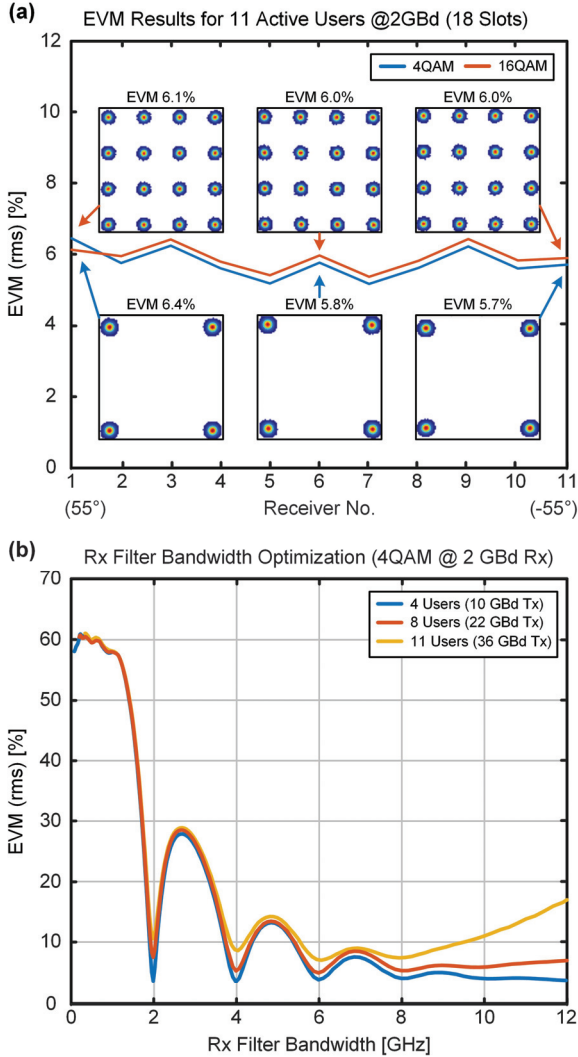 (a)
EVM Results for 11 Active Users @2GBd (18 Slots)
12
10
8
6
4
2
0
EVM (rms) [%]
4QAM 16QAM
EVM 6.1% EVM 6.0% EVM 6.0%
EVM 6.4% EVM 5.8% EVM 5.7%
1 2 3 4 5 6 7 8 9 10 11
(55°) Receiver No. (-55°)
(b)
Rx Filter Bandwidth Optimization (4QAM @ 2 GBd Rx)
70
60
50
40
30
20
10
0
EVM (rms) [%]
4 Users (10 GBd Tx)
8 Users (22 GBd Tx)
11 Users (36 GBd Tx)
0 2 4 6 8 10 12
Rx Filter Bandwidth [GHz]